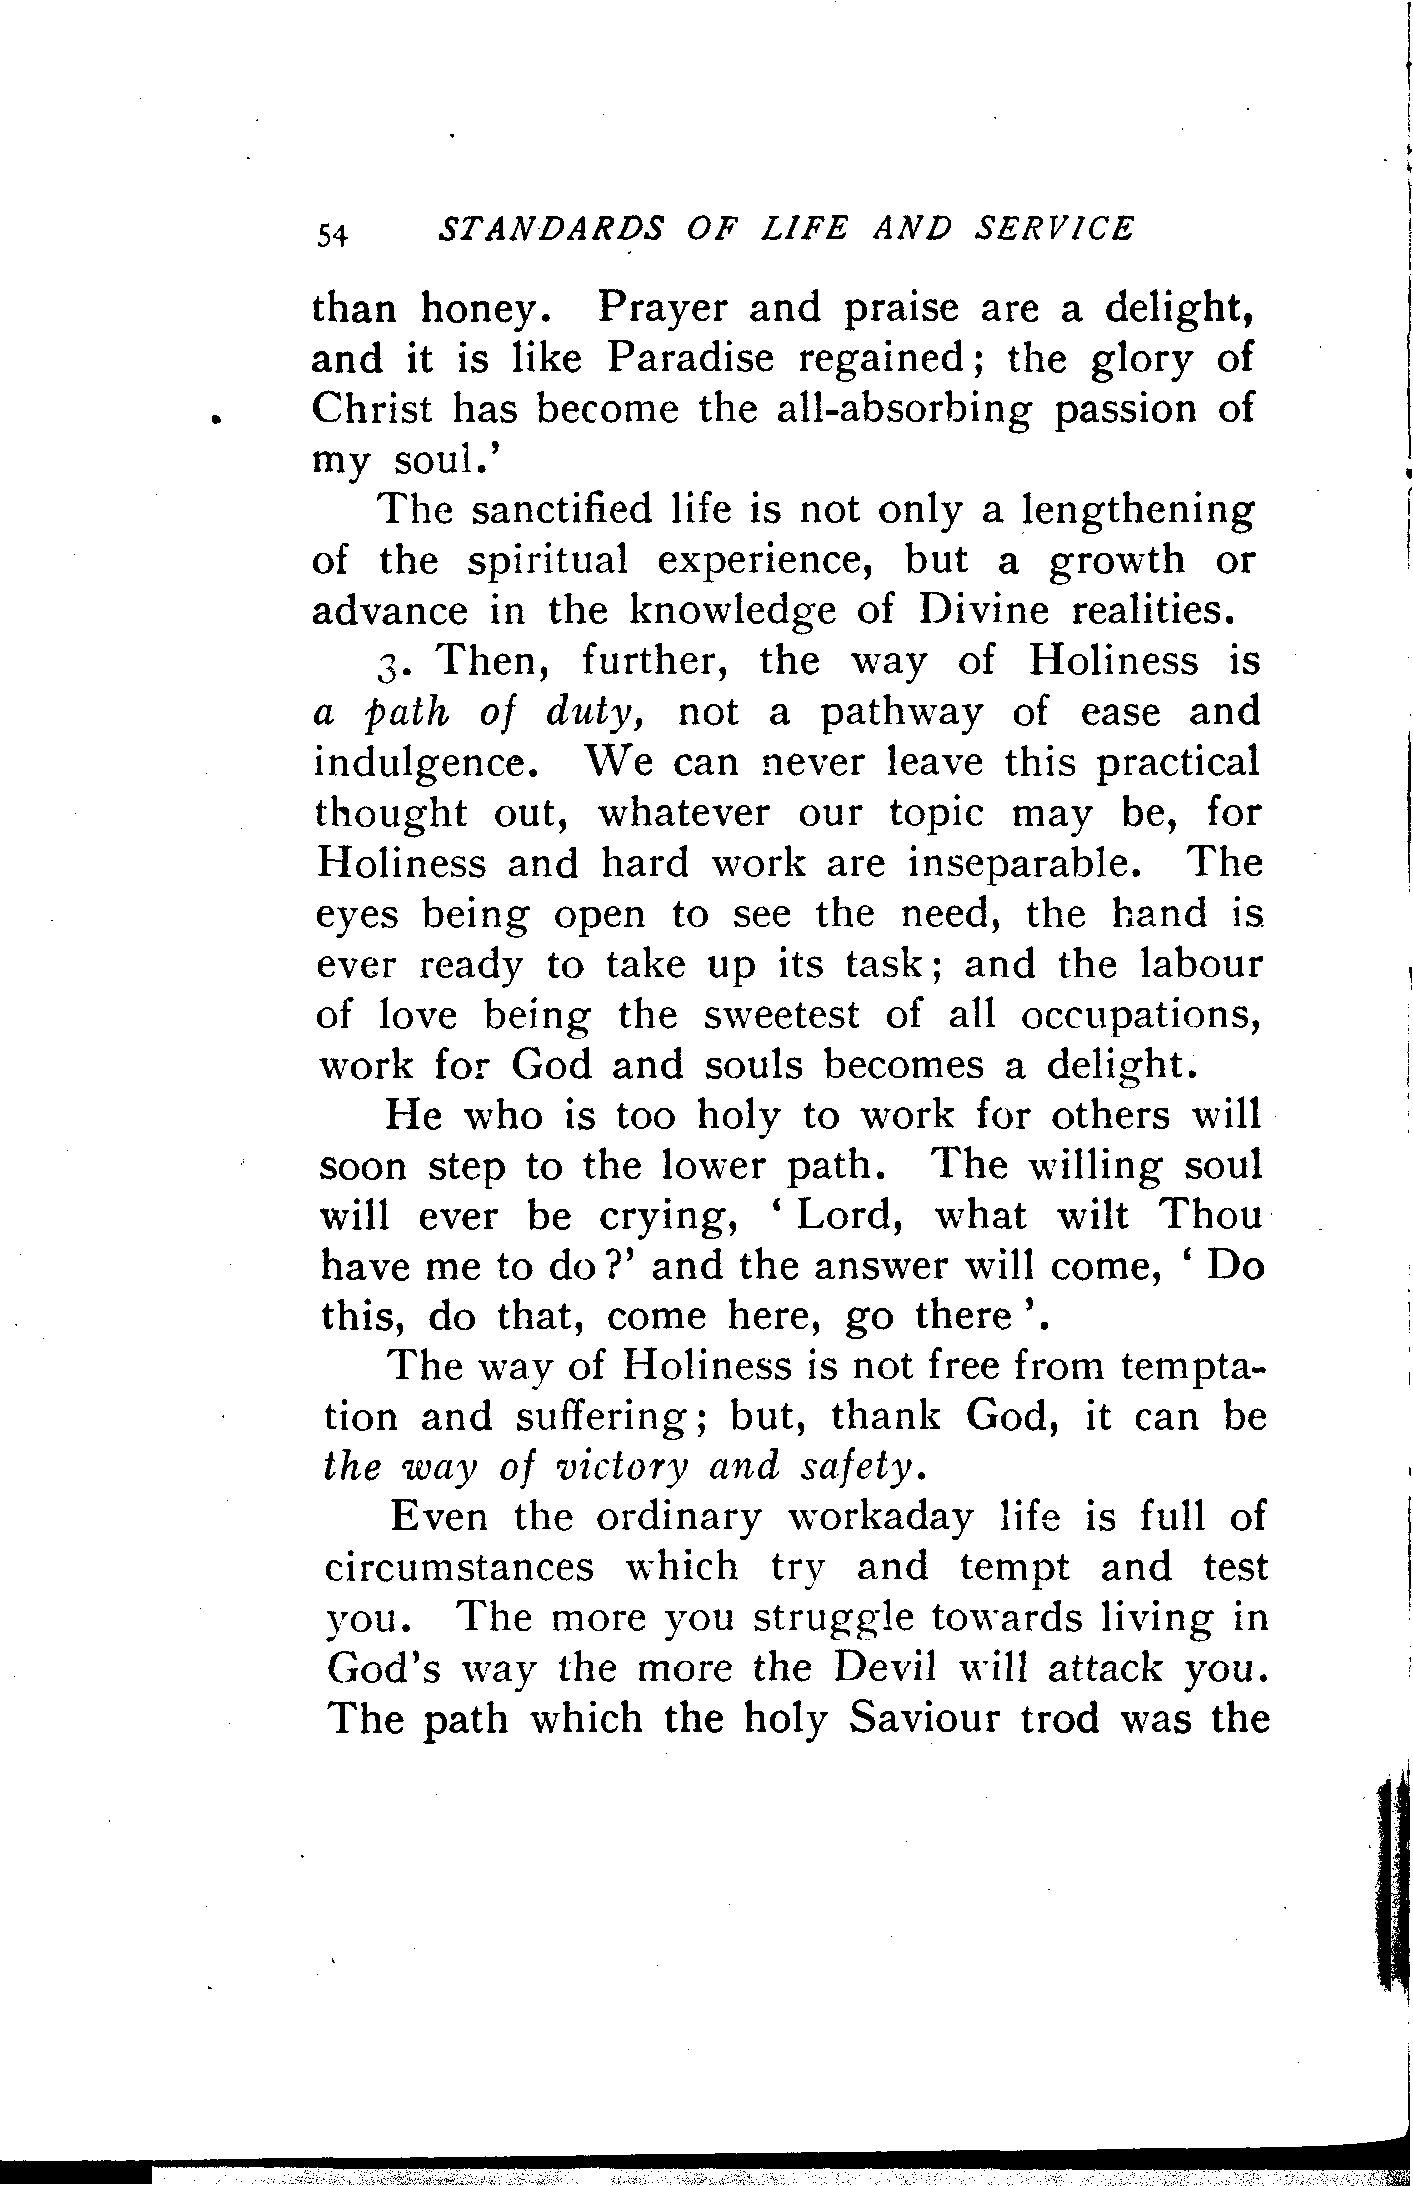 54 STANDARDS OF LIFE AND SERVICE
than honey. Prayer and praise are a delight,
and it is like Paradise regained; the glory of
Christ has become the all-absorbing passion of
my soul.'
The sanctified life is not only a lengthening
of the spiritual experience, but a growth or
advance in the knowledge of Divine realities.
3. Then, further, the way of Holiness is
a path of duty, not a pathway of ease and
indulgence. We can never leave this practical
thought out, whatever our topic may be, for
Holiness and hard work are inseparable. The
eyes being open to see the need, the hand is
ever ready to take up its task; and the labour
of love being the sweetest of all occupations,
work for God and souls becomes a delight.
He who is too holy to work for others will
soon step to the lower path. The willing soul
will ever be crying, ‘ Lord, what wilt Thou
have me to do ?’ and the answer will come, ‘ Do
this, do that, come here, go there ’.
The way of Holiness is not free from tempta-
tion and suffering; but, thank God, it can be
the way of victory and safety.
Even the ordinary workaday life is full of
circumstances which try and tempt and test
you. The more you struggle towards living in
God's way the more the Devil will attack you.
The path which the holy Saviour trod was the